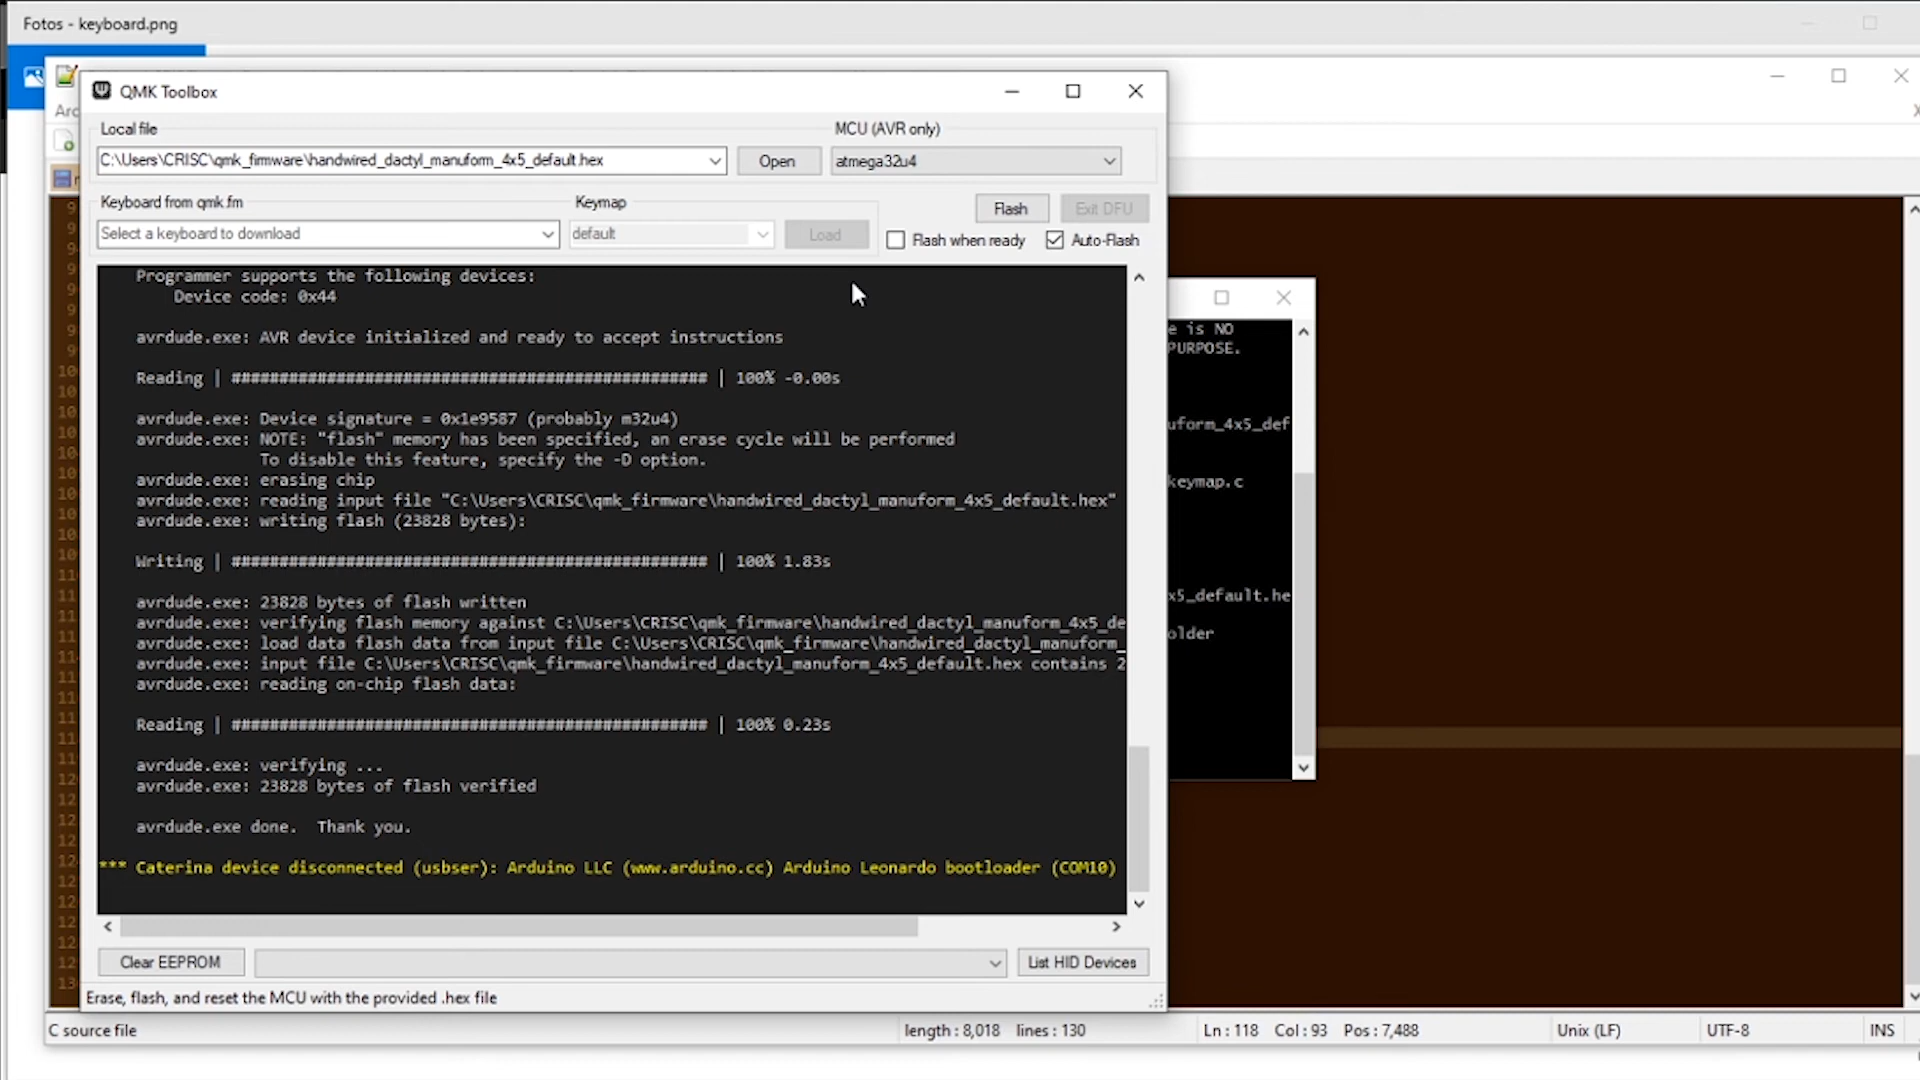 Fotos - keyboard.png
QMK Toolbox
Local file
MCU (AVR only)
C:\Users\CRISC\qmk_firmware\handwired_dactyl_manuform_4x5_default.hex
Open
atmega32u4
Keyboard from qmk.fm
Keymap
Flash
Exit DFU
Select a keyboard to download
default
Load
Flash when ready
Auto-Flash
Programmer supports the following devices:
Device code: 0x44
avrdude.exe: AVR device initialized and ready to accept instructions
Reading | ################################################## | 100% -0.00s
avrdude.exe: Device signature = 0x1e9587 (probably m32u4)
avrdude.exe: NOTE: "flash" memory has been specified, an erase cycle will be performed
To disable this feature, specify the -D option.
avrdude.exe: erasing chip
avrdude.exe: reading input file "C:\Users\CRISC\qmk_firmware\handwired_dactyl_manuform_4x5_default.hex"
avrdude.exe: writing flash (23828 bytes):
Writing | ################################################## | 100% 1.83s
avrdude.exe: 23828 bytes of flash written
avrdude.exe: verifying flash memory against C:\Users\CRISC\qmk_firmware\handwired_dactyl_manuform_4x5_de
avrdude.exe: load data flash data from input file C:\Users\CRISC\qmk_firmware\handwired_dactyl_manuform_
avrdude.exe: input file C:\Users\CRISC\qmk_firmware\handwired_dactyl_manuform_4x5_default.hex contains 2
avrdude.exe: reading on-chip flash data:
Reading | ################################################## | 100% 0.23s
avrdude.exe: verifying ...
avrdude.exe: 23828 bytes of flash verified
avrdude.exe done.  Thank you.
*** Caterina device disconnected (usbser): Arduino LLC (www.arduino.cc) Arduino Leonardo bootloader (COM10)
Clear EEPROM
List HID Devices
Erase, flash, and reset the MCU with the provided .hex file
e is NO
PURPOSE.
uform_4x5_def
keymap.c
x5_default.he
older
C source file
length : 8,018 lines : 130
Ln : 118 Col : 93 Pos : 7,488
Unix (LF)
UTF-8
INS